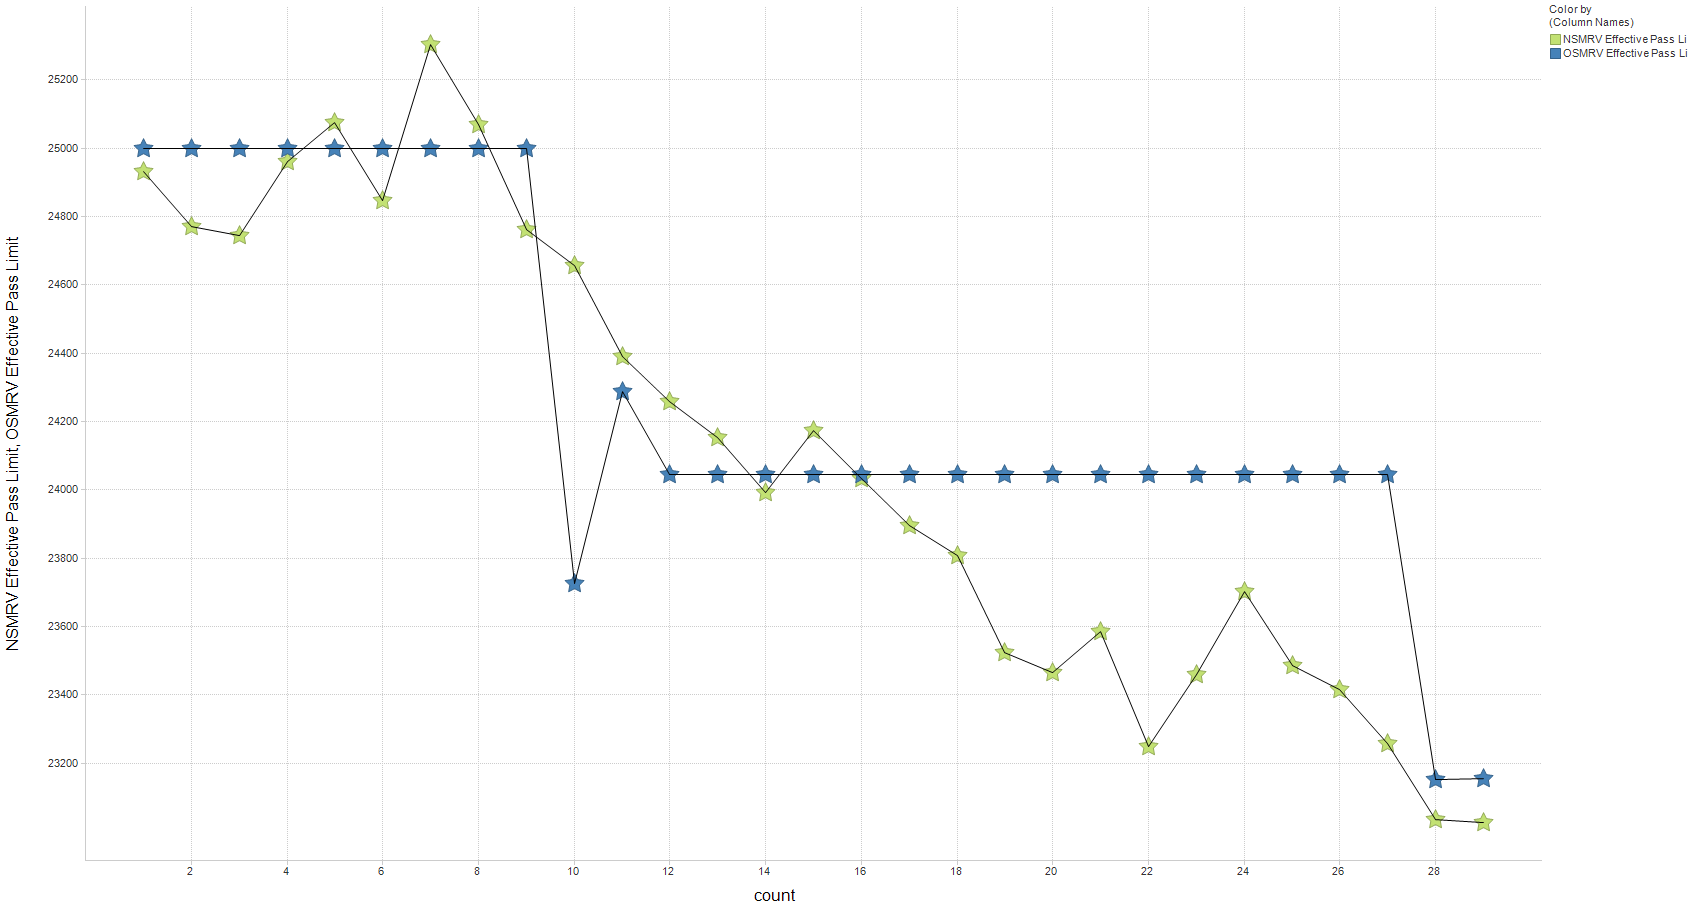 Color by
(Column Names)
NSMRV Effective Pass Li
OSMRV Effective Pass Li
NSMRV Effective Pass Limit, OSMRV Effective Pass Limit
25200
25000
24800
24600
24400
24200
24000
23800
23600
23400
23200
2 4 6 8 10 12 14 16 18 20 22 24 26 28
count